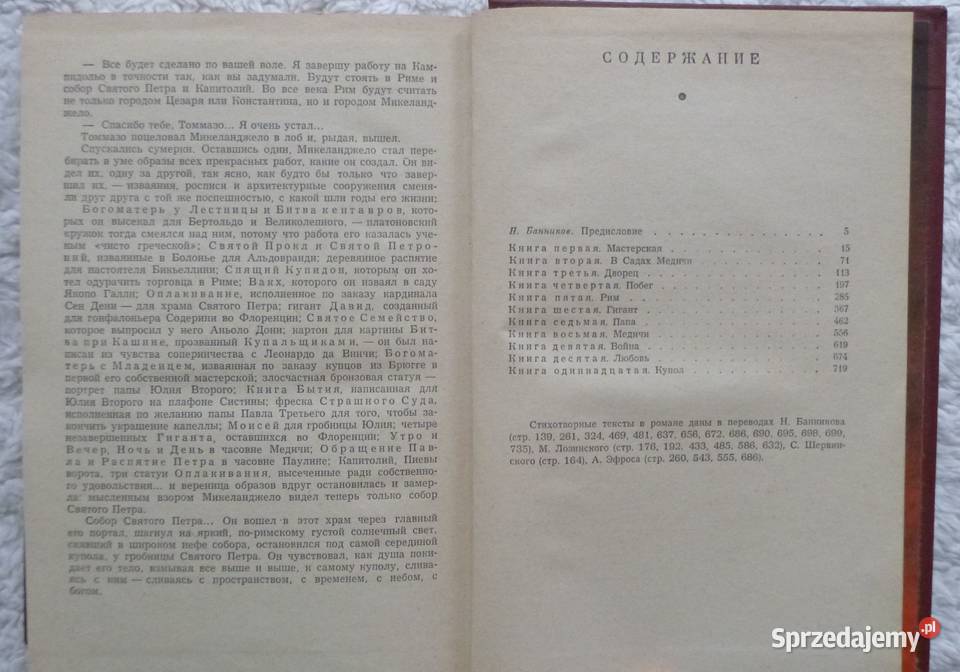 — Все будет сделано по вашей воле. Я завершу работу на Кам-
пидольо в точности так, как вы задумали. Будут стоять в Риме и
собор Святого Петра и Капитолий. Во все века Рим будут считать
не только городом Цезаря или Константина, но и городом Микеланд-
жело.
— Спасибо тебе, Томмазо... Я очень устал...
Томмазо поцеловал Микеланджело в лоб и, рыдая, вышел.
Спускались сумерки. Оставшись один, Микеланджело стал пере-
бирать в уме образы всех прекрасных работ, какие он создал. Он ви-
дел их, одну за другой, так ясно, как будто бы только что завер-
шил их, — изваяния, росписи и архитектурные сооружения сменя-
ли друг друга с той же поспешностью, с какой шли годы его жизни:
Богоматерь у Лестницы и Битва кентавров, кото-
рых он высекал для Бертольдо и Великолепного, — платоновский
кружок тогда смеялся над ним, потому что работа его казалась уче-
ным «чисто греческой»; Святой Прокл и Святой Петро-
ний, изваянные в Болонье для Альдовранди; деревянное распятие
для настоятеля Бикьеллини; Спящий Купидон, которым он хо-
тел одурачить торговца в Риме; Вакх, которого он изваял в саду
Якопо Галли; Оплакивание, исполненное по заказу кардинала
Сен Дени — для храма Святого Петра; гигант Давид, созданный
для гонфалоньера Содерини во Флоренции; Святое Семейство,
которое выпросил у него Аньоло Дони; картон для картины Бит-
ва при Кашине, прозванный Купальщиками, — он был на-
писан из чувства соперничества с Леонардо да Винчи; Богома-
терь с Младенцем, изваянная по заказу купцов из Брюгге в
первой его собственной мастерской; злосчастная бронзовая статуя —
портрет папы Юлия Второго; Книга Бытия, написанная для
Юлия Второго на плафоне Систины; фреска Страшного Суда,
исполненная по желанию папы Павла Третьего для того, чтобы за-
кончить украшение капеллы; Моисей для гробницы Юлия; четыре
незавершенных Гиганта, оставшихся во Флоренции; Утро и
Вечер, Ночь и День в часовне Медичи; Обращение Пав-
ла и Распятие Петра в часовне Паулине; Капитолий, Пиевы
ворота, три статуи Оплакивания, высеченные ради собственно-
го удовольствия... и вереница образов вдруг остановилась и замер-
ла: мысленным взором Микеланджело видел теперь только собор
Святого Петра.
Собор Святого Петра... Он вошел в этот храм через главный
его портал, шагнул на яркий, по-римскому густой солнечный свет,
сиявший в широком нефе собора, остановился под самой серединой
купола, у гробницы Святого Петра. Он чувствовал, как душа поки-
дает его тело, взмывая все выше и выше, к самому куполу, слива-
ясь с ним — сливаясь с пространством, с временем, с небом, с
богом.
СОДЕРЖАНИЕ
Н. Банников. Предисловие . . . . . . . . . . 5
Книга первая. Мастерская . . . . . . . . . . 15
Книга вторая. В Садах Медичи . . . . . . . . . . 71
Книга третья. Дворец . . . . . . . . . . 113
Книга четвертая. Побег . . . . . . . . . . 197
Книга пятая. Рим . . . . . . . . . . 285
Книга шестая. Гигант . . . . . . . . . . 367
Книга седьмая. Папа . . . . . . . . . . 462
Книга восьмая. Медичи . . . . . . . . . . 556
Книга девятая. Война . . . . . . . . . . 619
Книга десятая. Любовь . . . . . . . . . . 674
Книга одиннадцатая. Купол . . . . . . . . . . 719
Стихотворные тексты в романе даны в переводах Н. Банникова
(стр. 139, 261, 324, 469, 481, 637, 656, 672, 686, 690, 695, 698, 699,
735), М. Лозинского (стр. 176, 192, 433, 485, 586, 632), С. Шервин-
ского (стр. 164), А. Эфроса (стр. 260, 543, 555, 686).
Sprzedajemy.pl